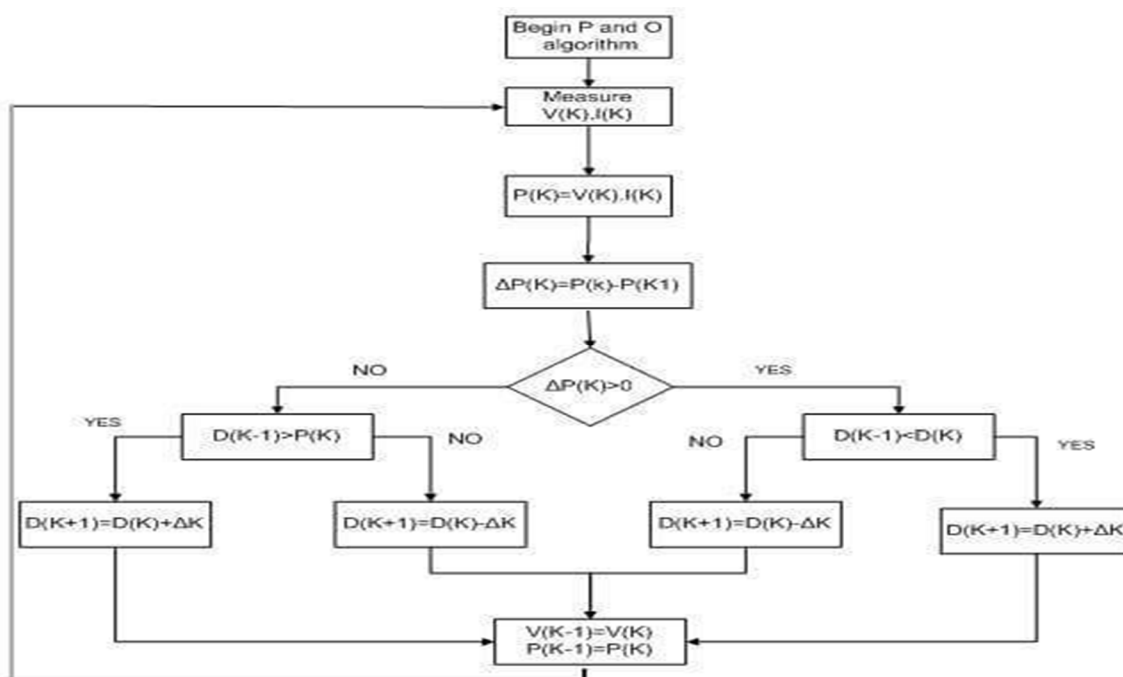 Begin P and O
algorithm
Measure
V(K).I(K)
P(K)=V(K).I(K)
ΔP(K)=P(k)-P(K1)
ΔP(K)>0
NO
YES
YES
D(K-1)>P(K)
NO
NO
D(K-1)<D(K)
YES
D(K+1)=D(K)+ΔK
D(K+1)=D(K)-ΔK
D(K+1)=D(K)-ΔK
D(K+1)=D(K)+ΔK
V(K-1)=V(K)
P(K-1)=P(K)